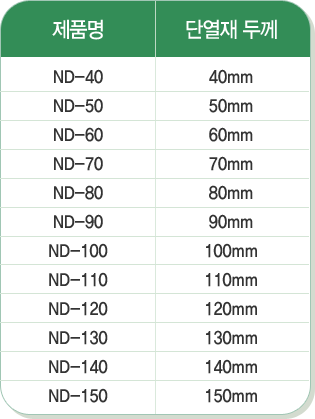 제품명 단열재 두께
ND-40 40mm
ND-50 50mm
ND-60 60mm
ND-70 70mm
ND-80 80mm
ND-90 90mm
ND-100 100mm
ND-110 110mm
ND-120 120mm
ND-130 130mm
ND-140 140mm
ND-150 150mm